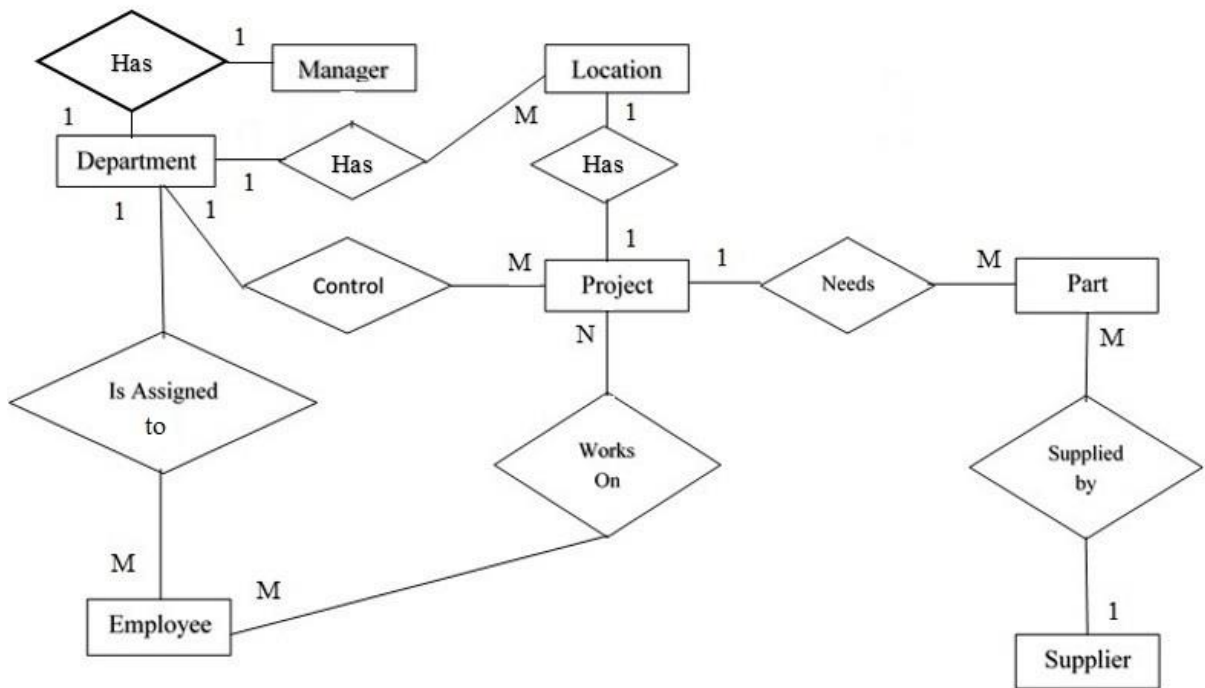 1
Has
Manager
Location
1
M
1
Department
Has
Has
1
1
1
1
1
M
Control
Project
Needs
M
Part
N
M
Is Assigned
to
Works
On
Supplied
by
M
M
Employee
1
Supplier